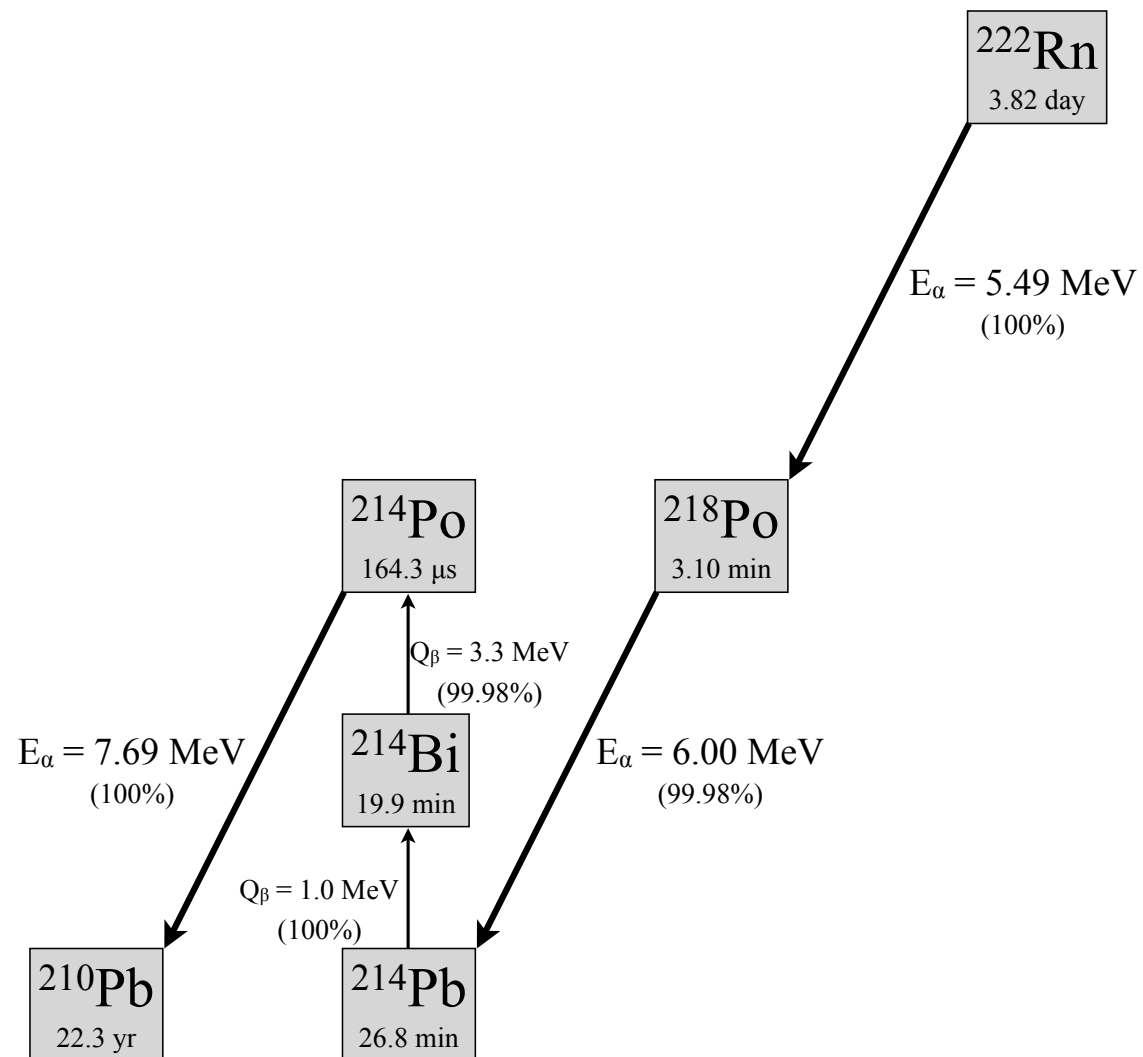 ²²²Rn
3.82 day
Eα = 5.49 MeV
(100%)
²¹⁴Po
164.3 μs
²¹⁸Po
3.10 min
Qβ = 3.3 MeV
(99.98%)
²¹⁴Bi
19.9 min
Eα = 7.69 MeV
(100%)
Eα = 6.00 MeV
(99.98%)
Qβ = 1.0 MeV
(100%)
²¹⁰Pb
22.3 yr
²¹⁴Pb
26.8 min